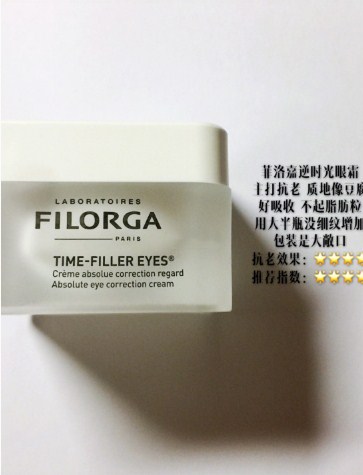 LABORATOIRES
FILORGA
PARIS
TIME-FILLER EYES®
Crème absolue correction regard
Absolute eye correction cream
菲洛嘉逆时光眼霜
主打抗老 质地像豆腐
好吸收 不起脂肪粒
用大半瓶没细纹增加
包装是大敞口
抗老效果：⭐⭐⭐⭐
推荐指数：⭐⭐⭐⭐